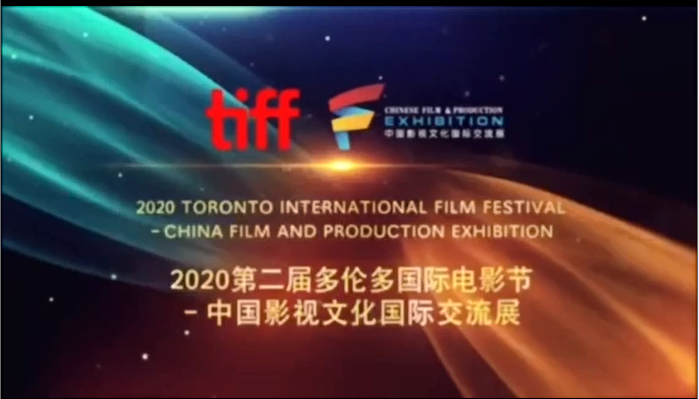 tiff
CHINESE FILM & PRODUCTION
EXHIBITION
中国影视文化国际交流展
2020 TORONTO INTERNATIONAL FILM FESTIVAL
- CHINA FILM AND PRODUCTION EXHIBITION
2020第二届多伦多国际电影节
- 中国影视文化国际交流展